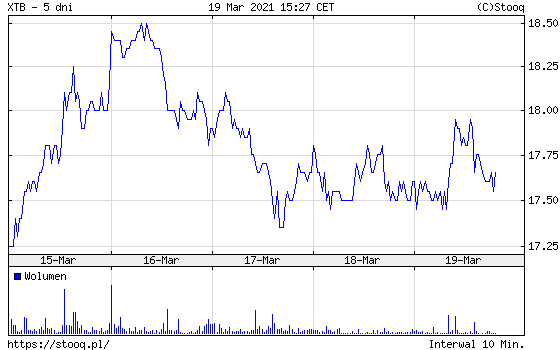 XTB - 5 dni 19 Mar 2021 15:27 CET (C)Stooq
18.50
18.25
18.00
17.75
17.50
17.25
15-Mar 16-Mar 17-Mar 18-Mar 19-Mar
Wolumen
https://stooq.pl/ Interwal 10 Min.